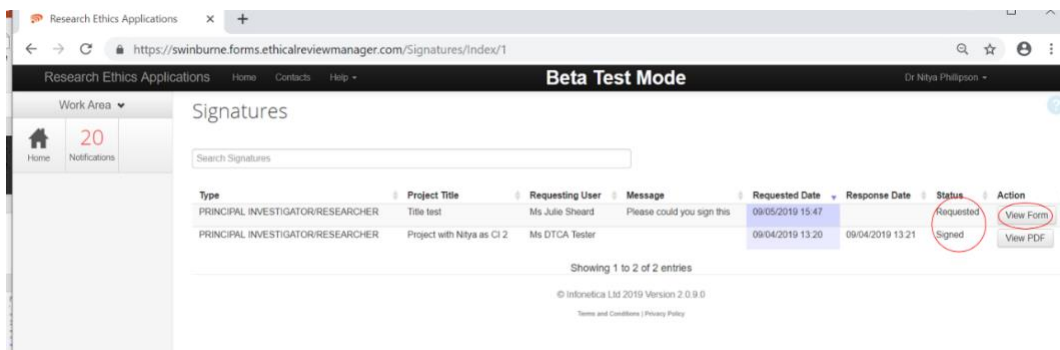 Research Ethics Applications
https://swinburne.forms.ethicalreviewmanager.com/Signatures/Index/1
Research Ethics Applications Home Contacts Help Beta Test Mode Dr Nitya Phillipson
Work Area
Signatures
20
Home Notifications
Search Signatures
Type Project Title Requesting User Message Requested Date Response Date Status Action
PRINCIPAL INVESTIGATOR/RESEARCHER Title test Ms Julie Sheard Please could you sign this 09/05/2019 15:47 Requested View Form
PRINCIPAL INVESTIGATOR/RESEARCHER Project with Nitya as CI 2 Ms DTCA Tester 09/04/2019 13:20 09/04/2019 13:21 Signed View PDF
Showing 1 to 2 of 2 entries
© Infonetica Ltd 2019 Version 2.0.9.0
Terms and Conditions | Privacy Policy